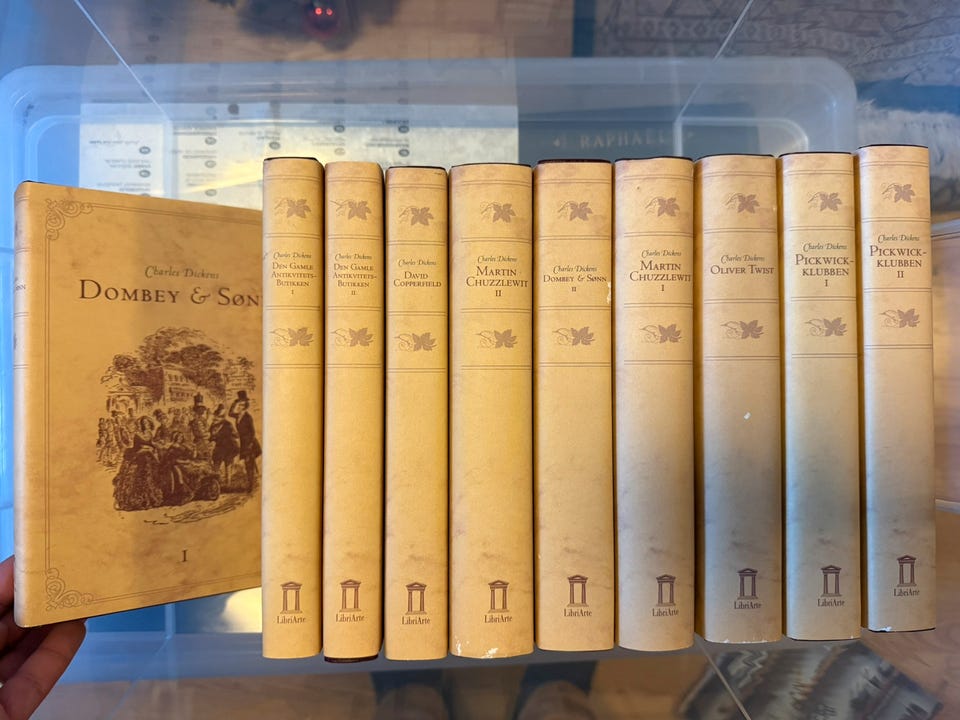 Charles Dickens
DOMBEY & SØN
I
Charles Dickens
DEN GAMLE
ANTIKVITETS-
BUTIKKEN
I
LibriArte
Charles Dickens
DEN GAMLE
ANTIKVITETS-
BUTIKKEN
II
LibriArte
Charles Dickens
DAVID
COPPERFIELD
LibriArte
Charles Dickens
MARTIN
CHUZZLEWIT
II
LibriArte
Charles Dickens
DOMBEY & SØNN
II
LibriArte
Charles Dickens
MARTIN
CHUZZLEWIT
I
LibriArte
Charles Dickens
OLIVER TWIST
LibriArte
Charles Dickens
PICKWICK-
KLUBBEN
I
LibriArte
Charles Dickens
PICKWICK-
KLUBBEN
II
LibriArte
RAPHAEL